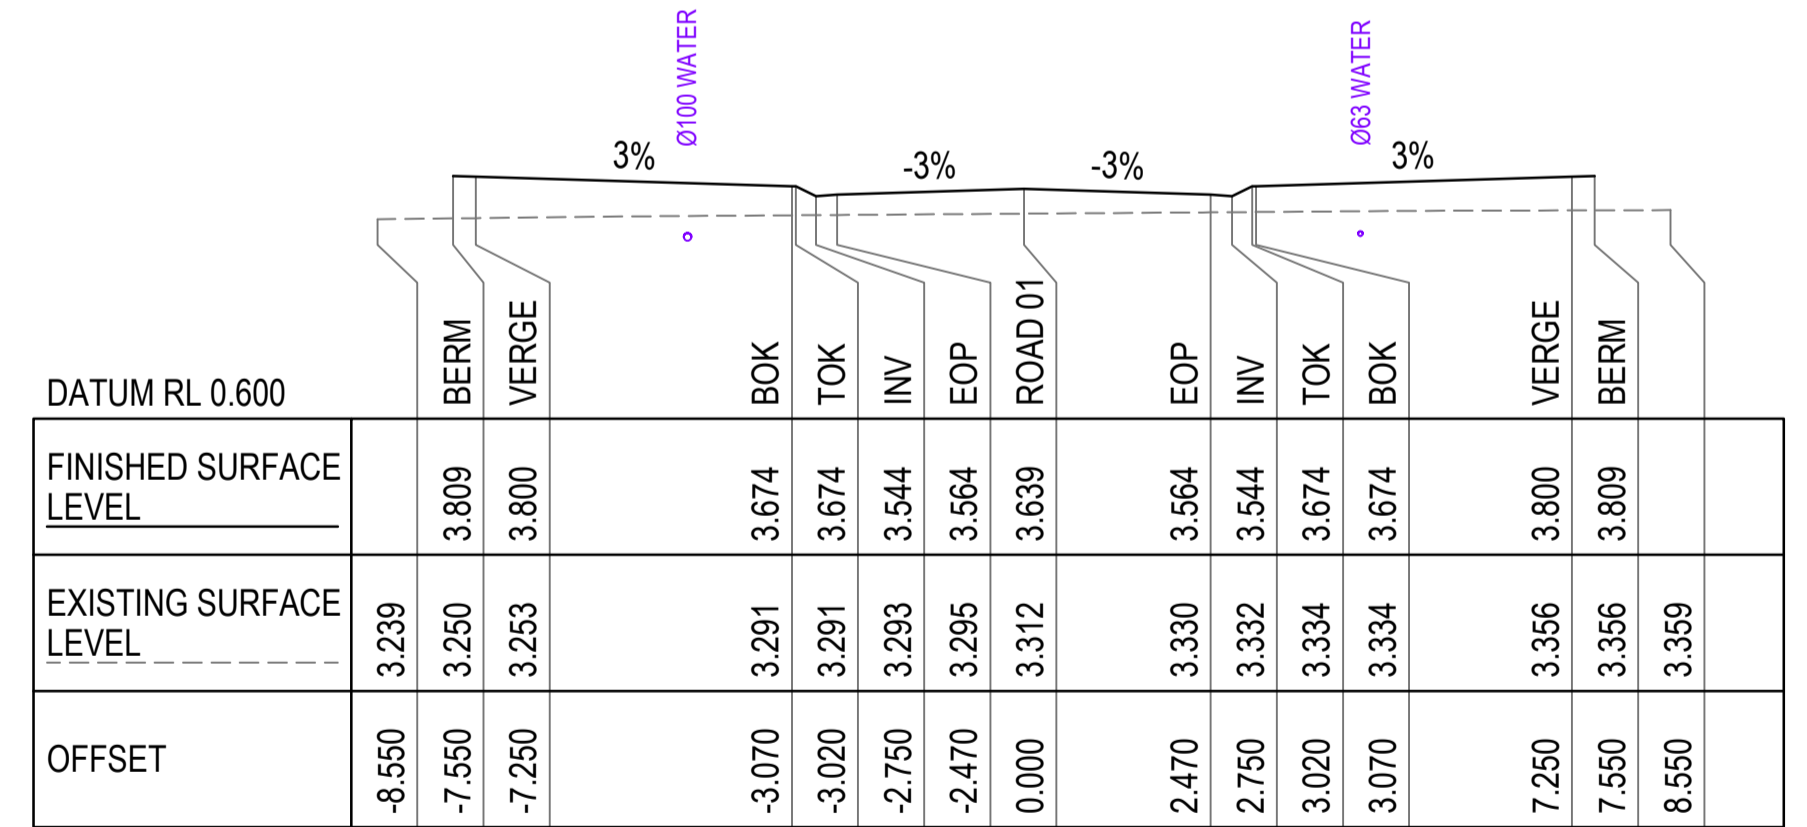 Ø100 WATER
Ø63 WATER
3%
-3%
-3%
3%
DATUM RL 0.600
BERM
VERGE
BOK
TOK
INV
EOP
ROAD 01
EOP
INV
TOK
BOK
VERGE
BERM
FINISHED SURFACE
LEVEL
3.809
3.800
3.674
3.674
3.544
3.564
3.639
3.564
3.544
3.674
3.674
3.800
3.809
EXISTING SURFACE
LEVEL
3.239
3.250
3.253
3.291
3.291
3.293
3.295
3.312
3.330
3.332
3.334
3.334
3.356
3.356
3.359
OFFSET
-8.550
-7.550
-7.250
-3.070
-3.020
-2.750
-2.470
0.000
2.470
2.750
3.020
3.070
7.250
7.550
8.550